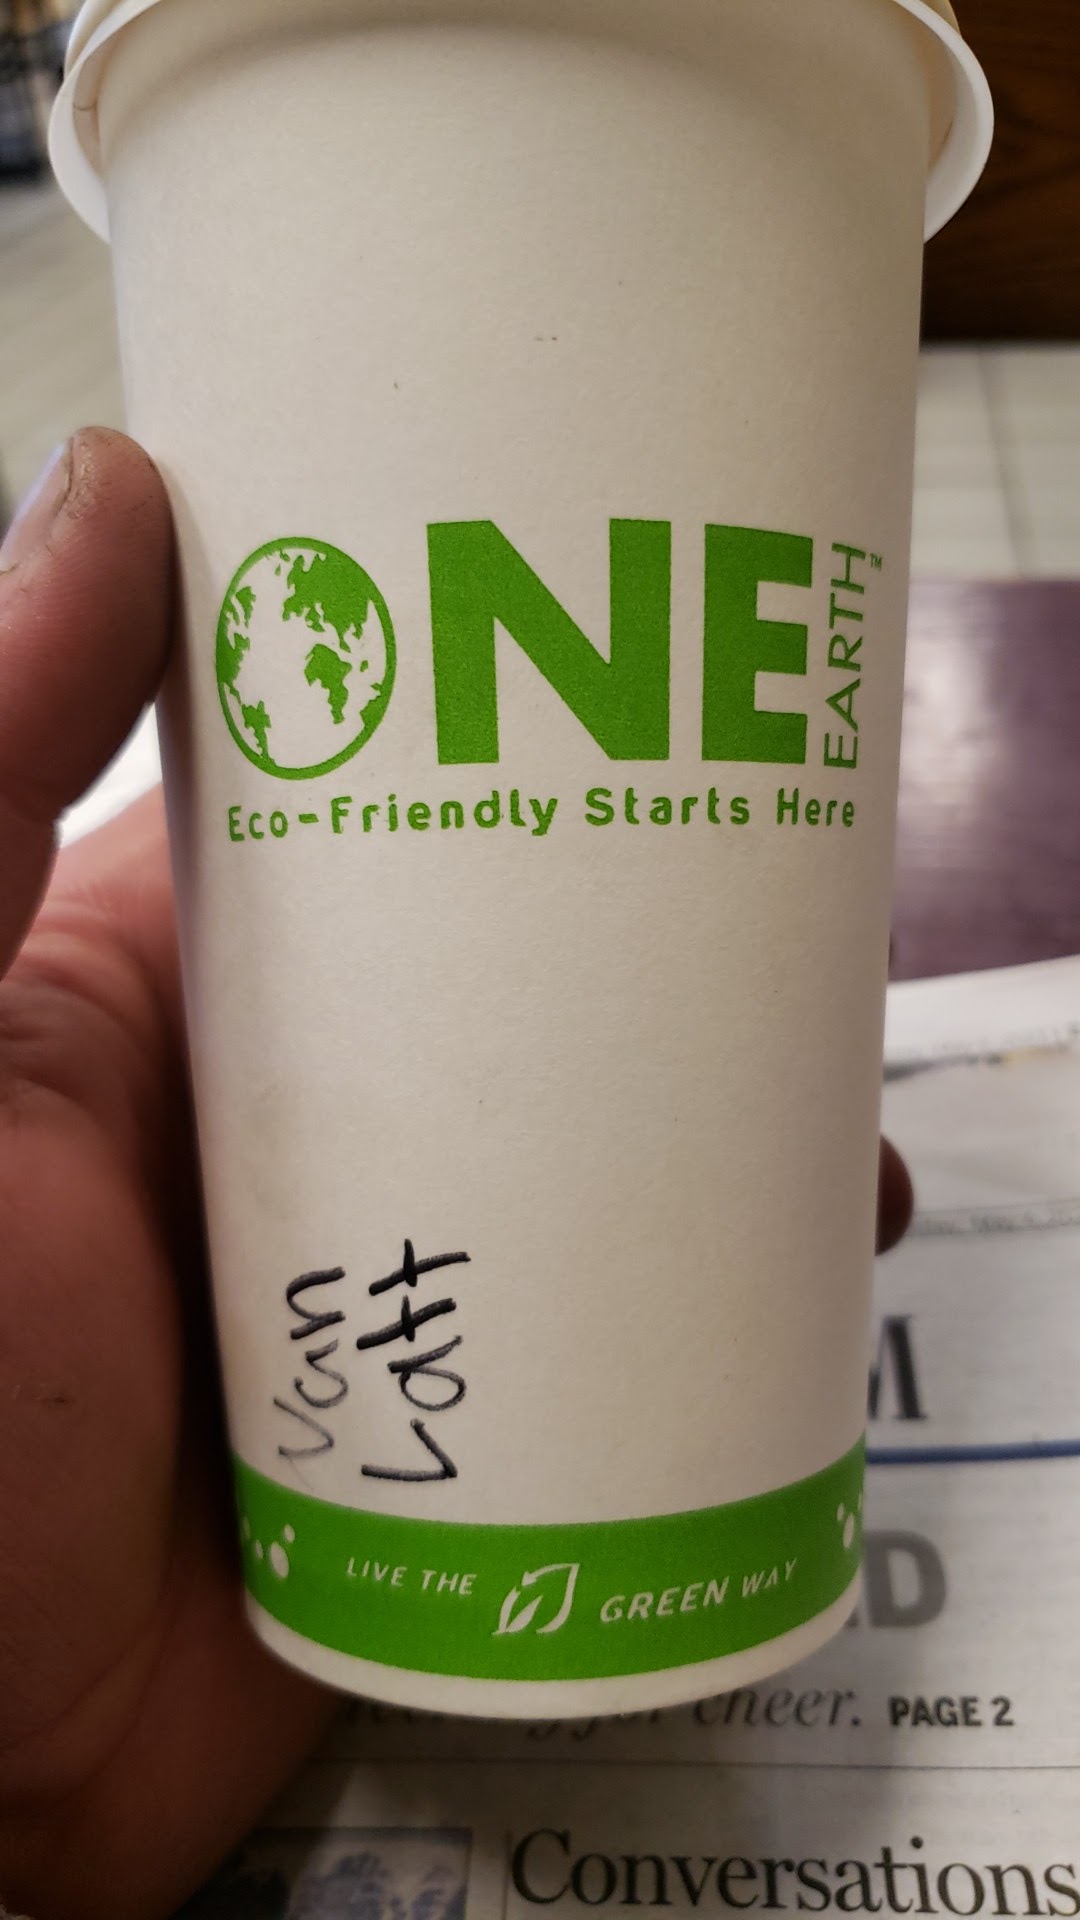 ONE EARTH™
Eco-Friendly Starts Here
Van
Latt
LIVE THE GREEN WAY
M
D
cheer. PAGE 2
Conversations